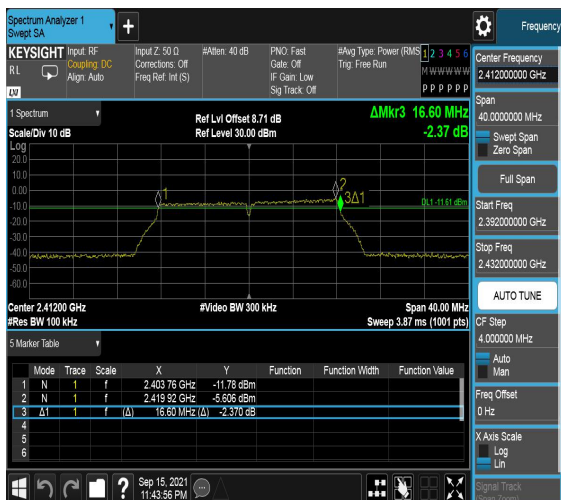 Spectrum Analyzer 1
Swept SA
Frequency
KEYSIGHT
RL
Input: RF
Coupling: DC
Align: Auto
Input Z: 50 Ω
Corrections: Off
Freq Ref: Int (S)
#Atten: 40 dB
PNO: Fast
Gate: Off
IF Gain: Low
Sig Track: Off
#Avg Type: Power (RMS
Trig: Free Run
1 2 3 4 5 6
M W W W W W
P P P P P P
LXI
1 Spectrum
Scale/Div 10 dB
Ref Lvl Offset 8.71 dB
Ref Level 30.00 dBm
ΔMkr3 16.60 MHz
-2.37 dB
Log
20.0
10.0
0.00
-10.0
-20.0
-30.0
-40.0
-50.0
-60.0
1
2
3Δ1
DL1 -11.61 dBm
Center 2.41200 GHz
#Res BW 100 kHz
#Video BW 300 kHz
Span 40.00 MHz
Sweep 3.87 ms (1001 pts)
5 Marker Table
Mode Trace Scale X Y Function Function Width Function Value
1 N 1 f 2.403 76 GHz -11.78 dBm
2 N 1 f 2.419 92 GHz -5.606 dBm
3 Δ1 1 f (Δ) 16.60 MHz (Δ) -2.370 dB
4
5
6
?
Sep 15, 2021
11:43:56 PM
Center Frequency
2.412000000 GHz
Span
40.0000000 MHz
Swept Span
Zero Span
Full Span
Start Freq
2.392000000 GHz
Stop Freq
2.432000000 GHz
AUTO TUNE
CF Step
4.000000 MHz
Auto
Man
Freq Offset
0 Hz
X Axis Scale
Log
Lin
Signal Track
(Span Zoom)